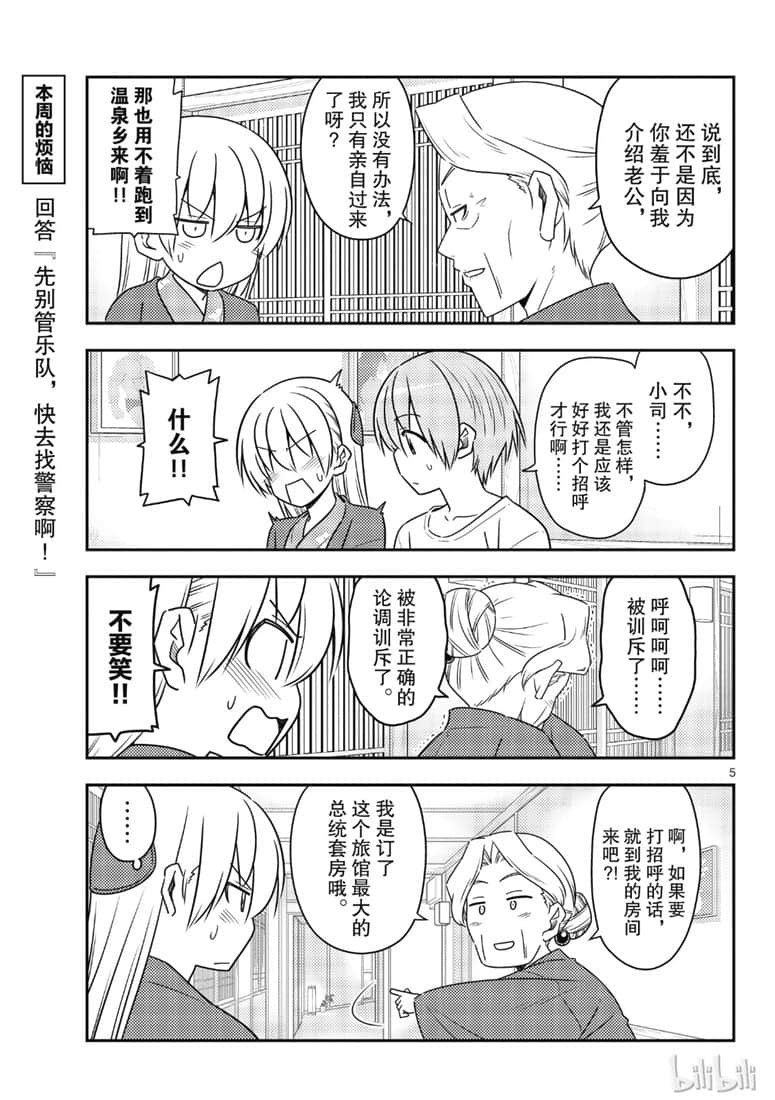 说到底，
还不是因为
你羞于向我
介绍老公，
所以没有办法，
我只有亲自过来
了呀？
那也用不着跑到
温泉乡来啊!!
不不，
小司……
不管怎样，
我还是应该
好好打个招呼
才行啊……
什么!!
呼呵呵呵……
被训斥了……
被非常正确的
论调训斥了。
不要笑!!
5
啊，如果要
打招呼的话，
就到我的房间
来吧?!
我是订了
这个旅馆最大的
总统套房哦。
……
本周的烦恼
回答『先别管乐队，快去找警察啊！』
bilibili